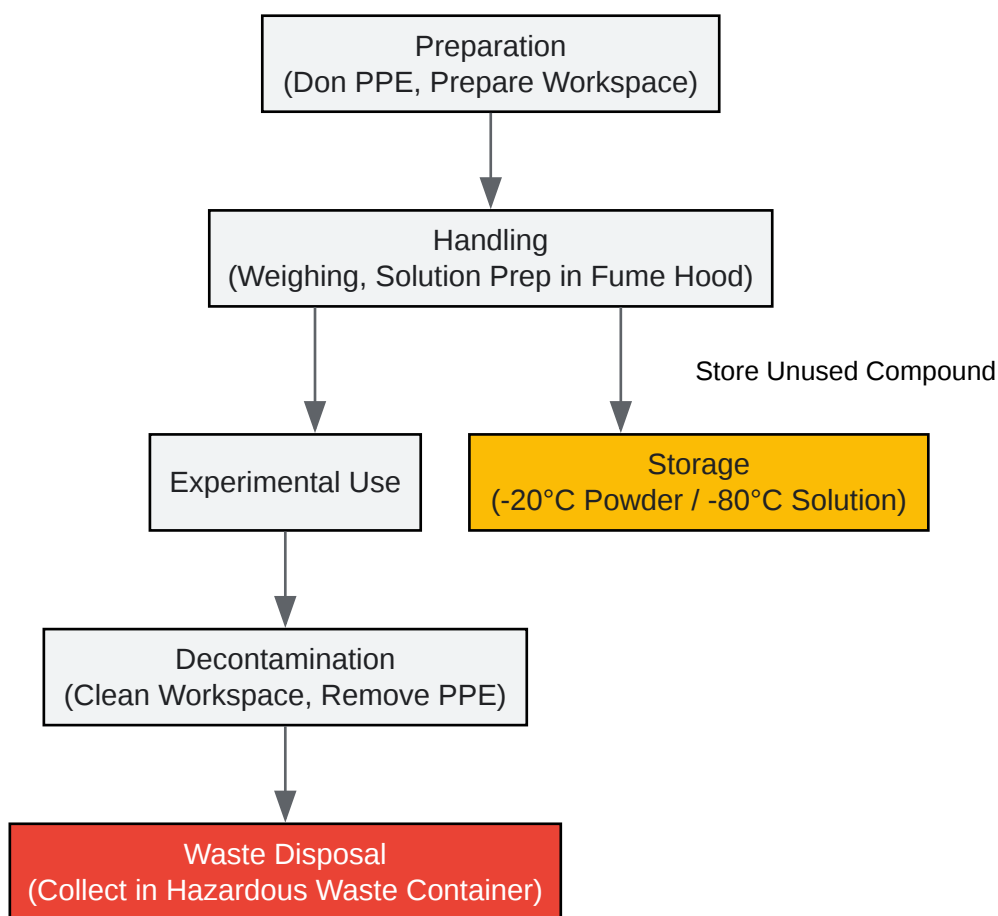 Preparation
(Don PPE, Prepare Workspace)
Handling
(Weighing, Solution Prep in Fume Hood)
Store Unused Compound
Experimental Use
Storage
(-20°C Powder / -80°C Solution)
Decontamination
(Clean Workspace, Remove PPE)
Waste Disposal
(Collect in Hazardous Waste Container)